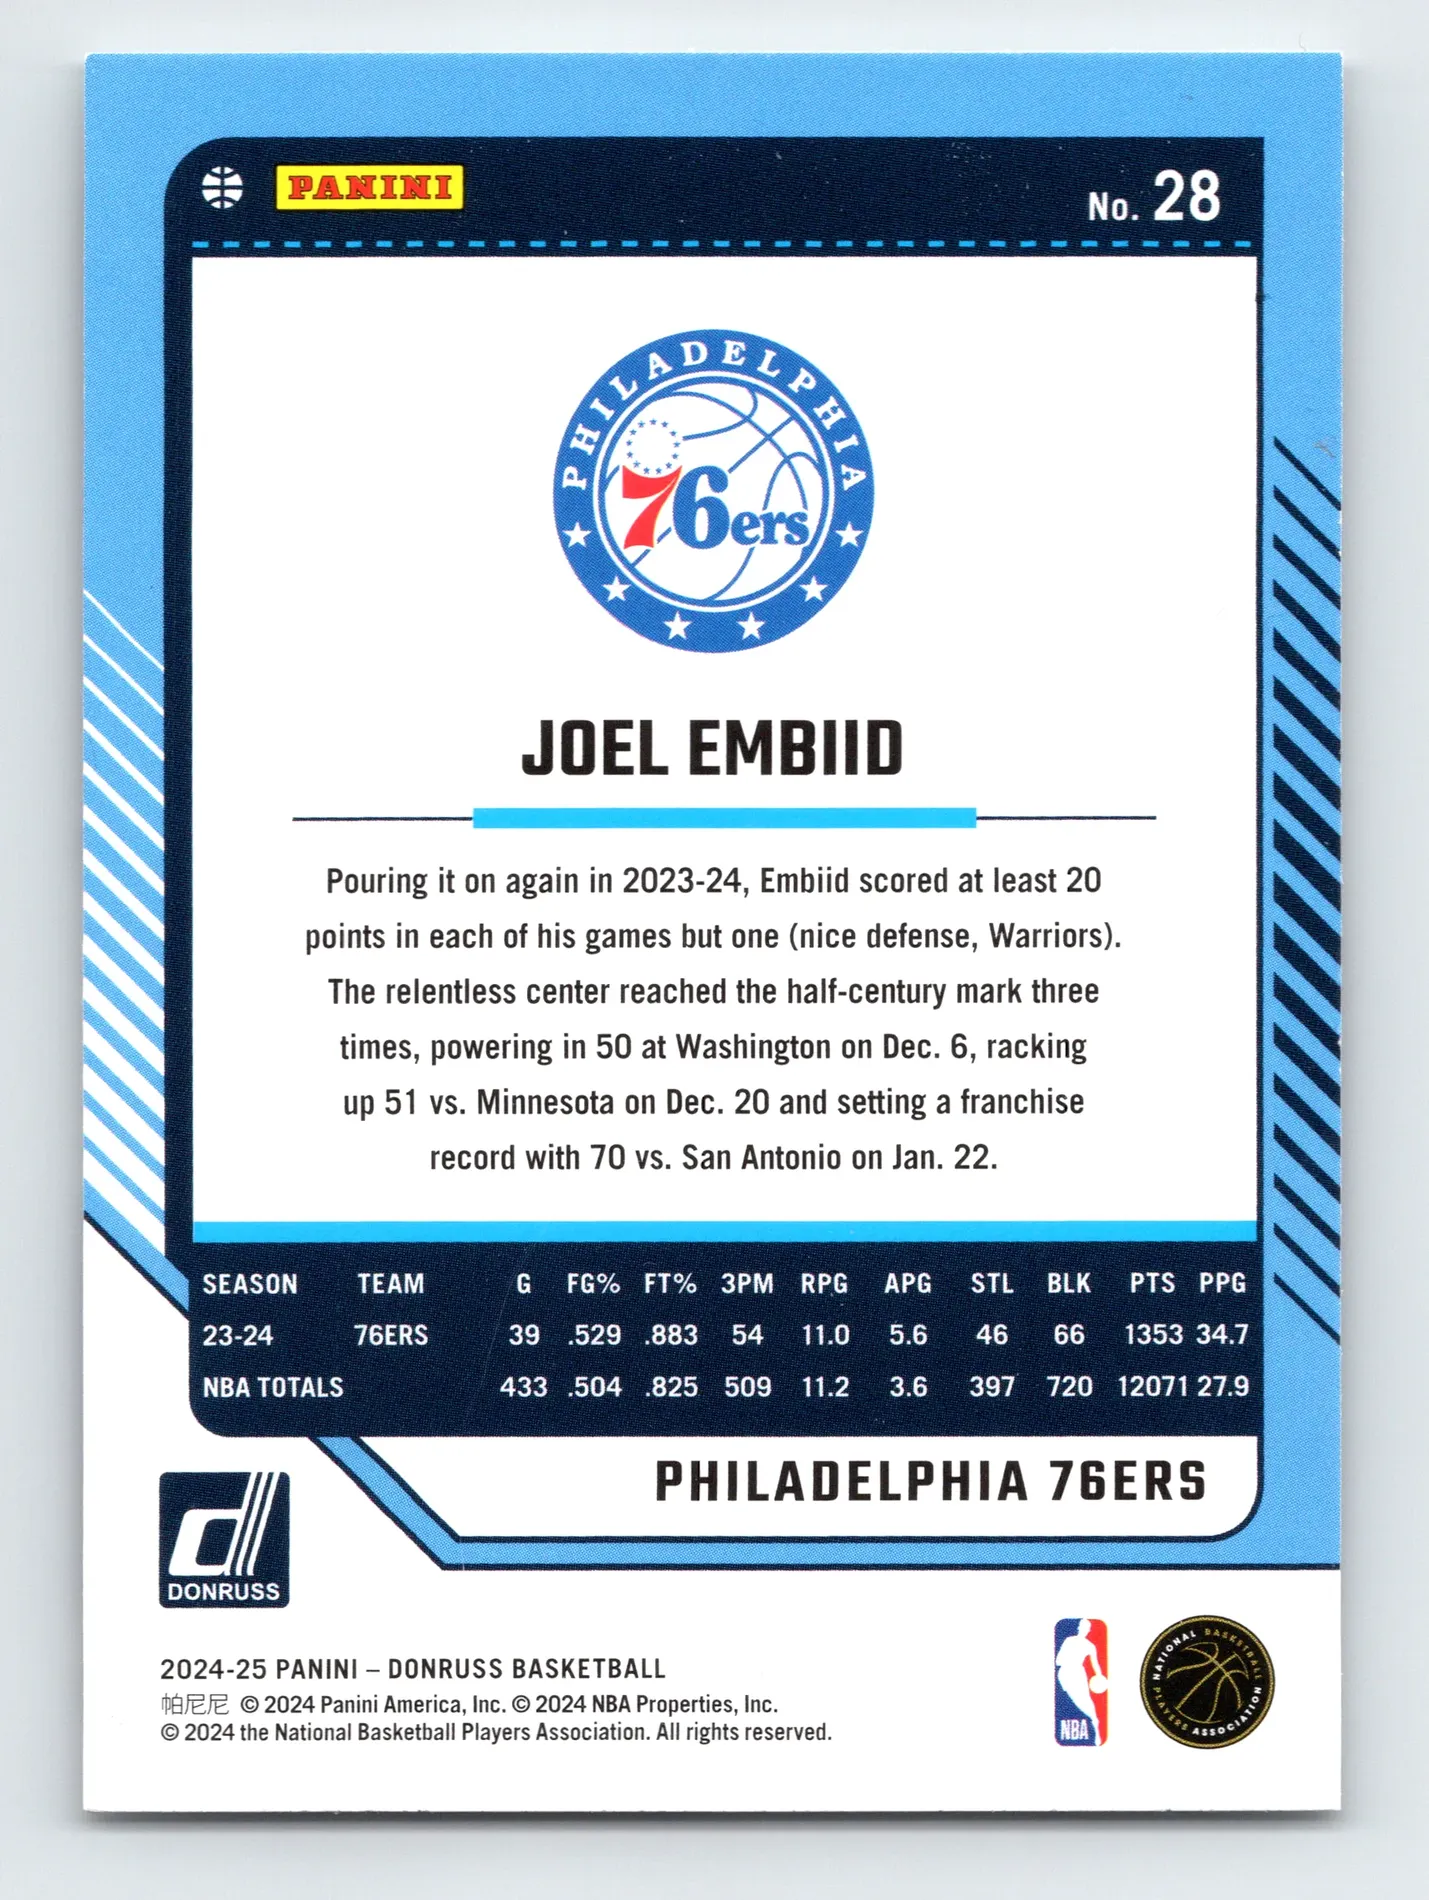 PANINI
No. 28
PHILADELPHIA
76ers
JOEL EMBIID
Pouring it on again in 2023-24, Embiid scored at least 20
points in each of his games but one (nice defense, Warriors).
The relentless center reached the half-century mark three
times, powering in 50 at Washington on Dec. 6, racking
up 51 vs. Minnesota on Dec. 20 and setting a franchise
record with 70 vs. San Antonio on Jan. 22.
SEASON TEAM G FG% FT% 3PM RPG APG STL BLK PTS PPG
23-24 76ERS 39 .529 .883 54 11.0 5.6 46 66 1353 34.7
NBA TOTALS 433 .504 .825 509 11.2 3.6 397 720 12071 27.9
PHILADELPHIA 76ERS
d
DONRUSS
2024-25 PANINI – DONRUSS BASKETBALL
帕尼尼 © 2024 Panini America, Inc. © 2024 NBA Properties, Inc.
© 2024 the National Basketball Players Association. All rights reserved.
NBA
NATIONAL BASKETBALL
PLAYERS ASSOCIATION